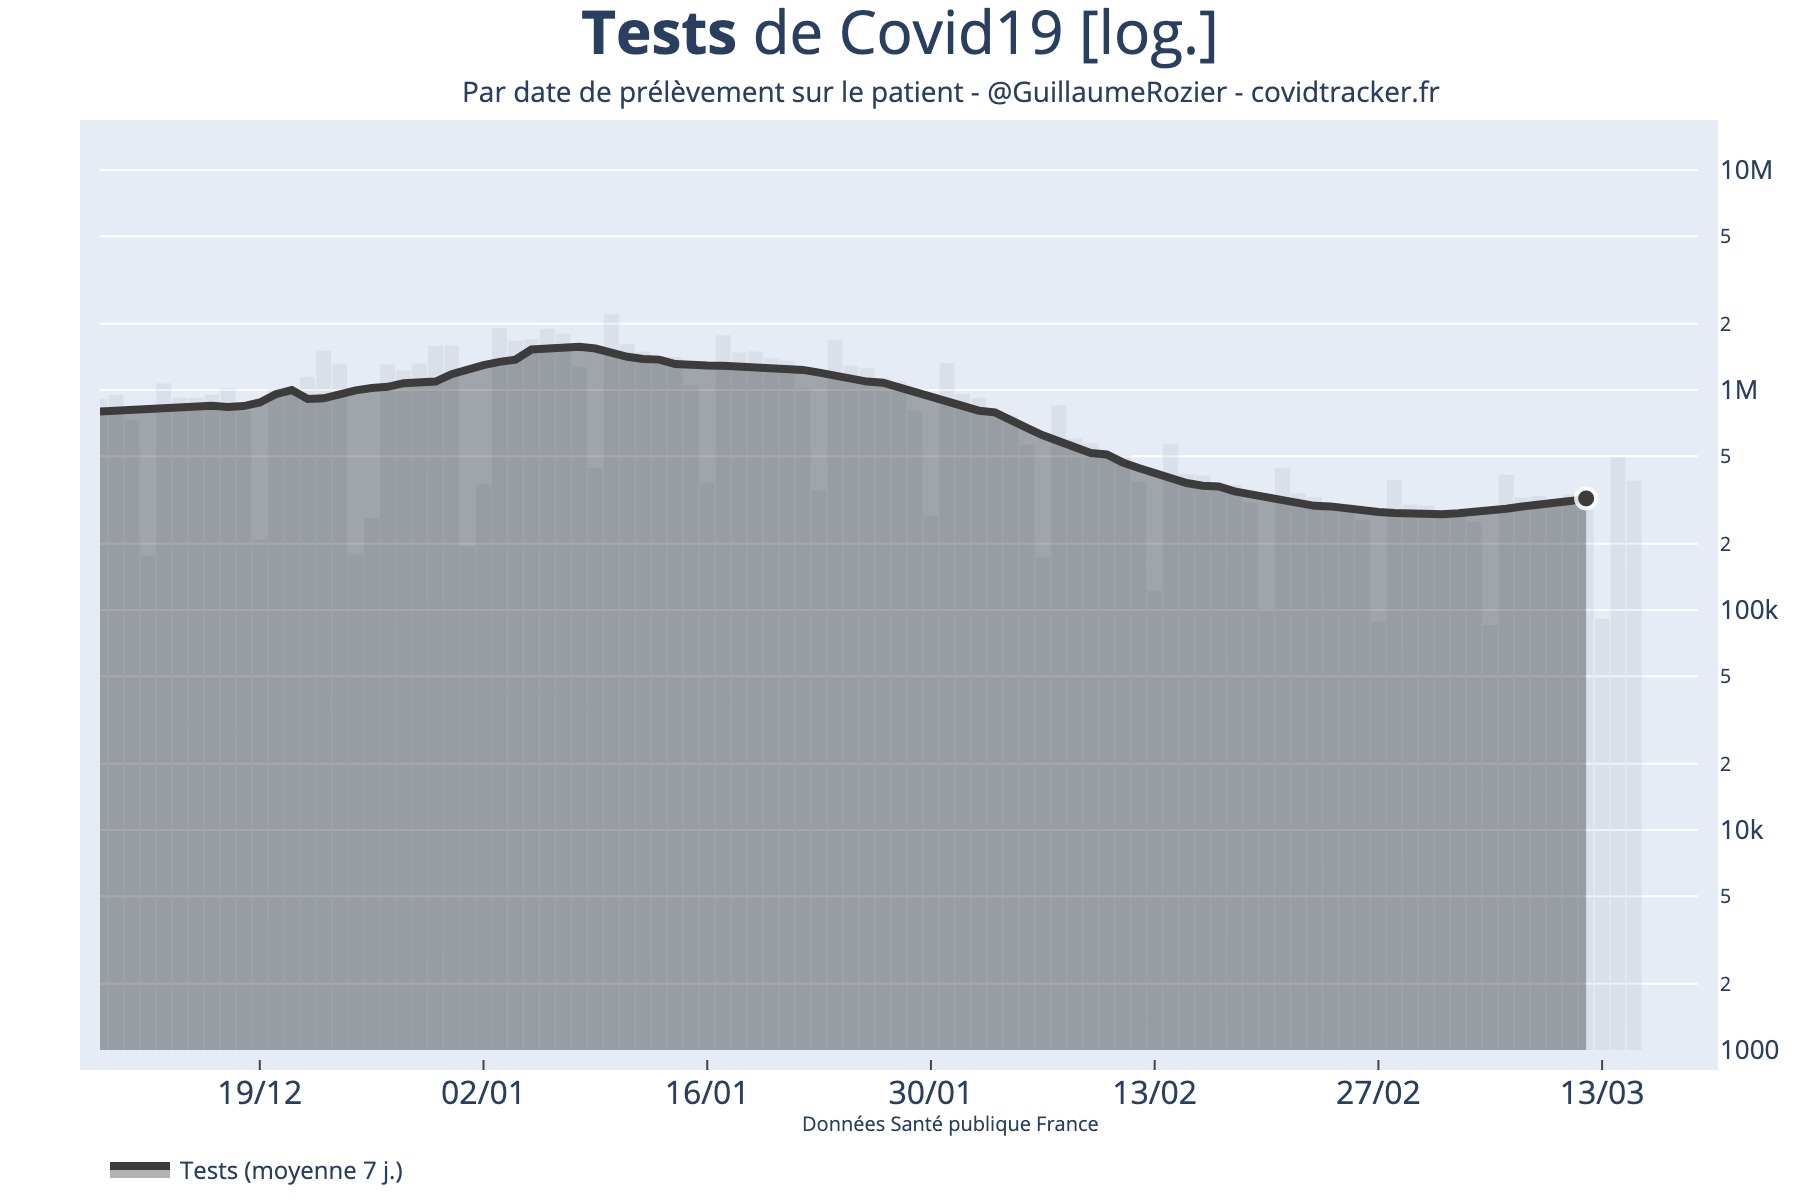 Tests de Covid19 [log.]
Par date de prélèvement sur le patient - @GuillaumeRozier - covidtracker.fr
10M
5
2
1M
5
2
100k
5
2
10k
5
2
1000
19/12 02/01 16/01 30/01 13/02 27/02 13/03
Données Santé publique France
Tests (moyenne 7 j.)